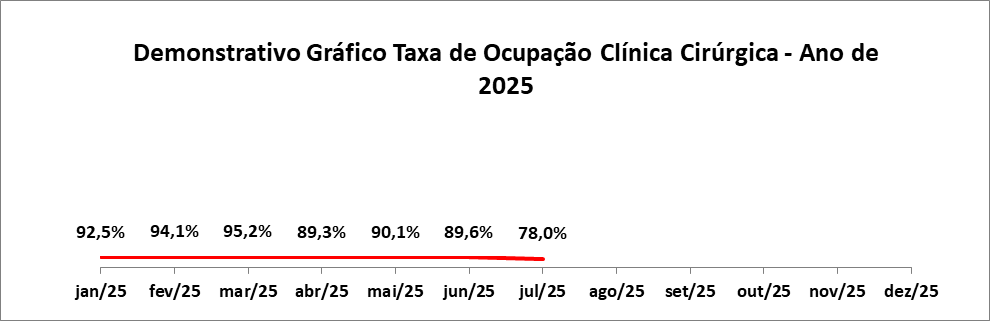 Demonstrativo Gráfico Taxa de Ocupação Clínica Cirúrgica - Ano de
2025
92,5% 94,1% 95,2% 89,3% 90,1% 89,6% 78,0%
jan/25 fev/25 mar/25 abr/25 mai/25 jun/25 jul/25 ago/25 set/25 out/25 nov/25 dez/25